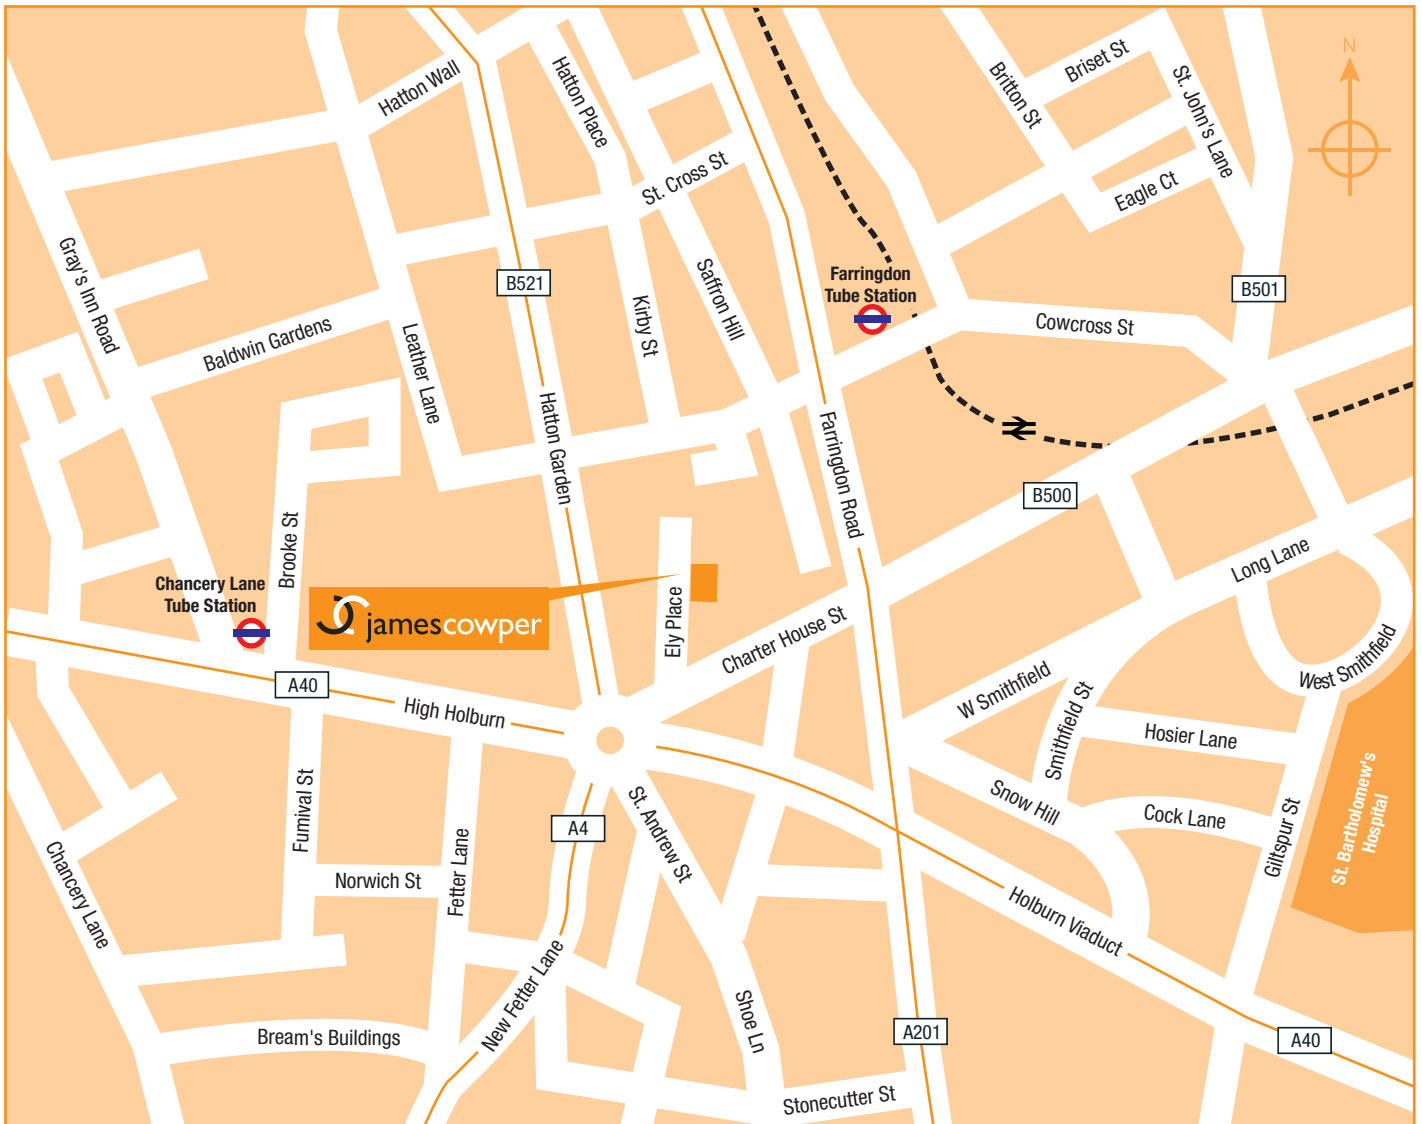 N
Hatton Wall
Hatton Place
Britton St
Briset St
St. John's Lane
Eagle Ct
St. Cross St
Gray's Inn Road
B521
Saffron Hill
Kirby St
Farringdon
Tube Station
B501
Cowcross St
Baldwin Gardens
Leather Lane
Hatton Garden
Farringdon Road
B500
Brooke St
Long Lane
Chancery Lane
Tube Station
jamescowper
Ely Place
Charter House St
W Smithfield
West Smithfield
A40
High Holburn
Smithfield St
Hosier Lane
Snow Hill
Cock Lane
Giltspur St
St. Bartholomew's
Hospital
Fumival St
A4
St. Andrew St
Chancery Lane
Norwich St
Fetter Lane
Holburn Viaduct
New Fetter Lane
Shoe Ln
Bream's Buildings
A201
A40
Stonecutter St